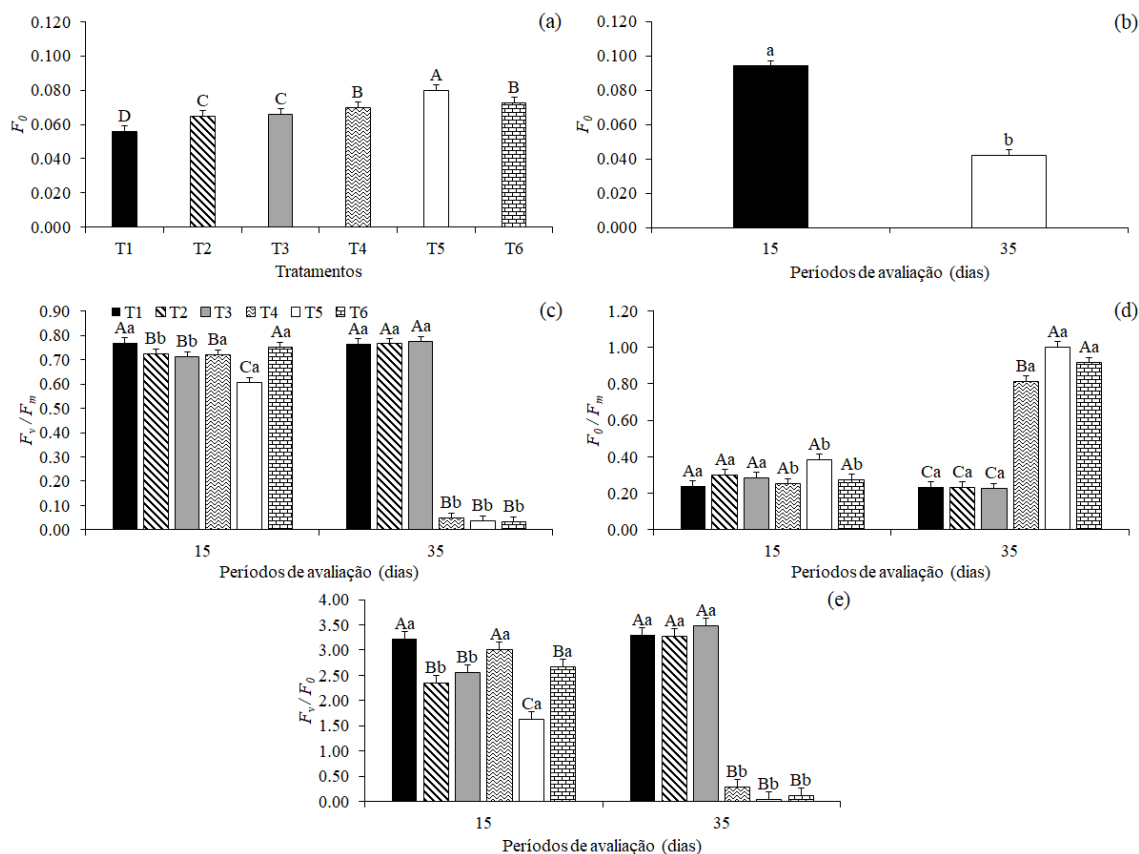 (a)
0.120
0.100
0.080
0.060
0.040
0.020
0.000
F0
D C C B A B
T1 T2 T3 T4 T5 T6
Tratamentos
(b)
0.120
0.100
0.080
0.060
0.040
0.020
0.000
F0
a b
15 35
Períodos de avaliação (dias)
(c)
T1 T2 T3 T4 T5 T6
0.90
0.80
0.70
0.60
0.50
0.40
0.30
0.20
0.10
0.00
Fv / Fm
Aa Bb Bb Ba Ca Aa Aa Aa Aa Bb Bb Bb
15 35
Períodos de avaliação (dias)
(d)
1.20
1.00
0.80
0.60
0.40
0.20
0.00
F0 / Fm
Aa Aa Aa Ab Ab Ab Ca Ca Ca Ba Aa Aa
15 35
Períodos de avaliação (dias)
(e)
4.00
3.50
3.00
2.50
2.00
1.50
1.00
0.50
0.00
Fv / F0
Aa Bb Bb Aa Ca Ba Aa Aa Aa Bb Bb Bb
15 35
Períodos de avaliação (dias)